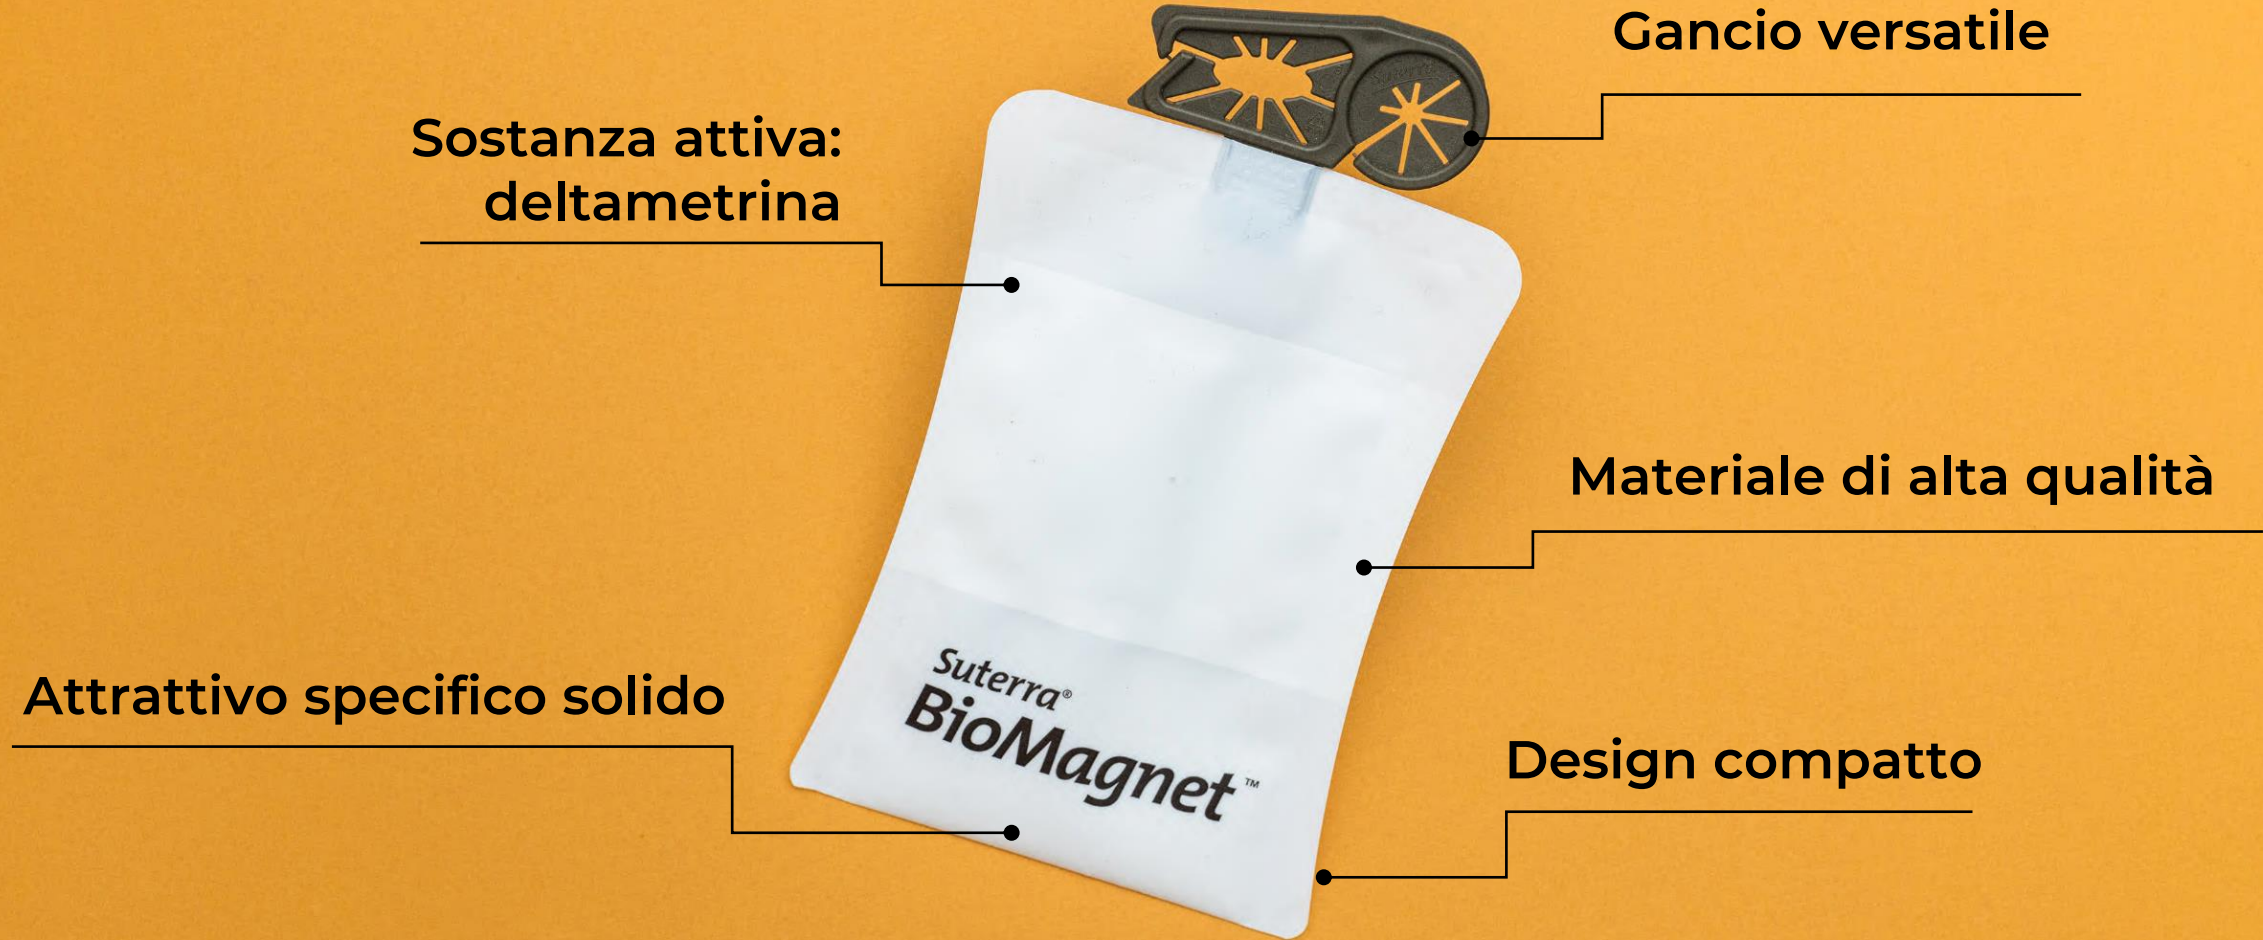 Gancio versatile
Sostanza attiva:
deltametrina
Materiale di alta qualità
Attrattivo specifico solido
Suterra®
BioMagnet™
Design compatto